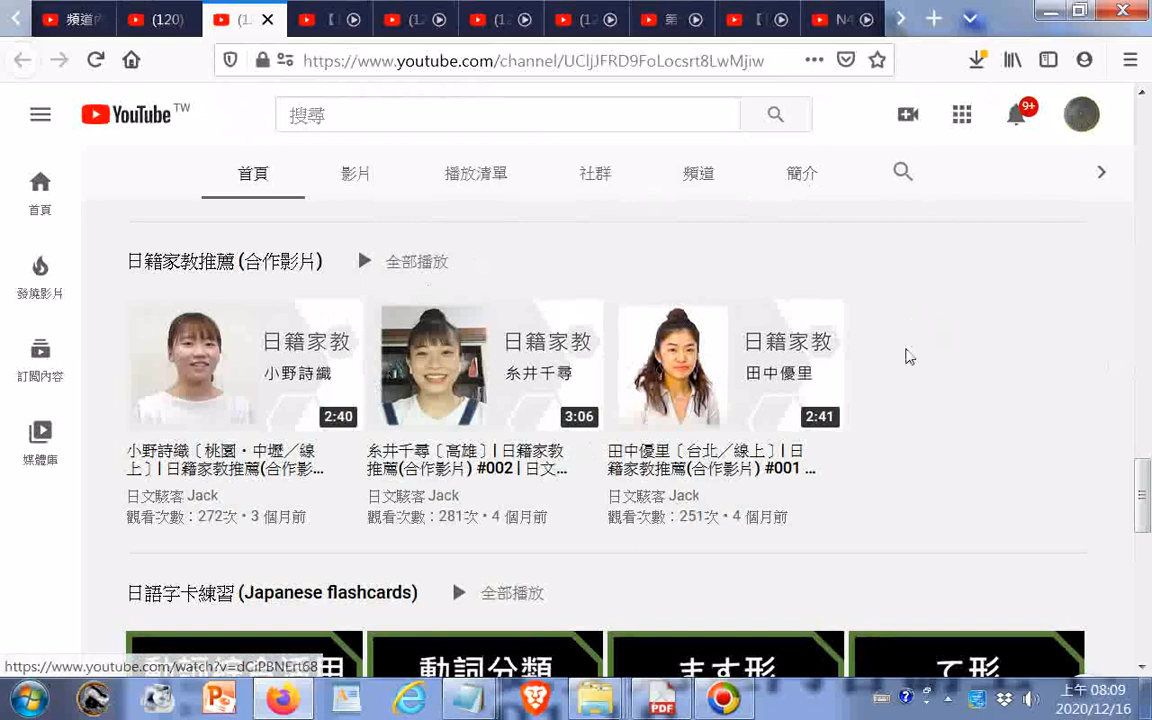 頻道內
(120)
(1
【
(1
(1
(1
第一
【
N4
https://www.youtube.com/channel/UCljJFRD9FoLocsrt8LwMjiw
YouTube TW
搜尋
9+
首頁
影片
播放清單
社群
頻道
簡介
首頁
發燒影片
訂閱內容
媒體庫
日籍家教推薦 (合作影片)
全部播放
日籍家教
小野詩織
2:40
日籍家教
糸井千尋
3:06
日籍家教
田中優里
2:41
小野詩織〔桃園・中壢／線
上〕| 日籍家教推薦(合作影...
日文駭客 Jack
觀看次數：272次・3 個月前
糸井千尋〔高雄〕| 日籍家教
推薦(合作影片) #002 | 日文...
日文駭客 Jack
觀看次數：281次・4 個月前
田中優里〔台北／線上〕| 日
籍家教推薦(合作影片) #001 ...
日文駭客 Jack
觀看次數：251次・4 個月前
日語字卡練習 (Japanese flashcards)
全部播放
動詞分類
ます形
て形
https://www.youtube.com/watch?v=dCiPBNErt68
PDF
上午 08:09
2020/12/16